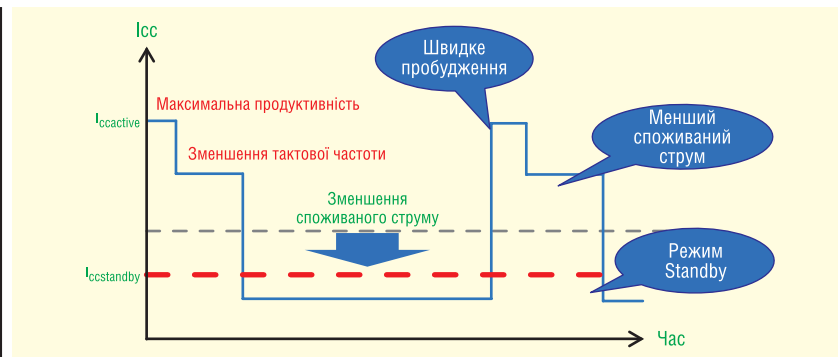 Icc
Швидке
пробудження
Максимальна продуктивність
Iccactive
Менший
споживаний
струм
Зменшення тактової частоти
Зменшення
споживаного струму
Режим
Standby
Iccstandby
Час